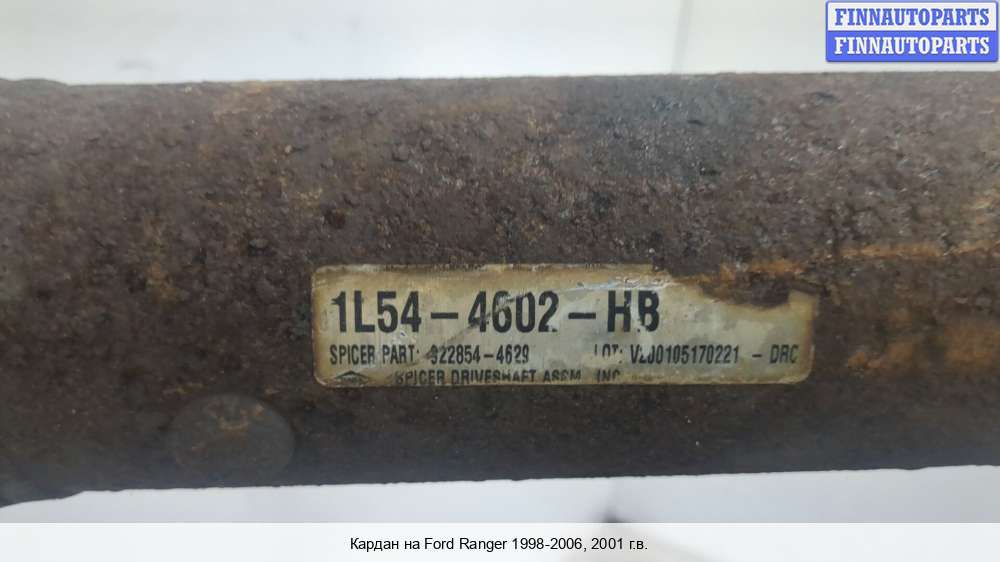 FINNAUTOPARTS
FINNAUTOPARTS
1L54-4602-HB
SPICER PART: 922854-4629 LOT: V200105170221 - DRC
SPICER DRIVESHAFT ASSM. INC.
Кардан на Ford Ranger 1998-2006, 2001 г.в.